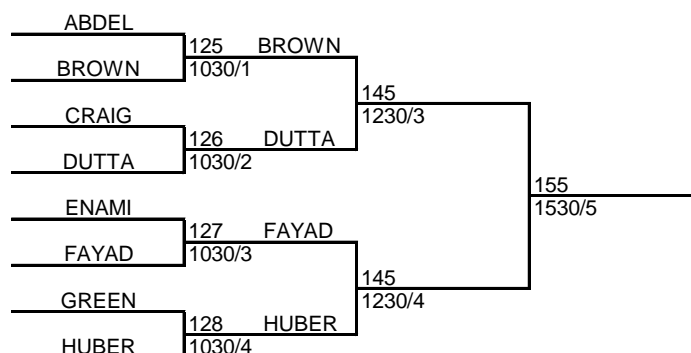 ABDEL
125 BROWN
BROWN 1030/1
145
CRAIG 1230/3
126 DUTTA
DUTTA 1030/2
155
ENAMI 1530/5
127 FAYAD
FAYAD 1030/3
145
GREEN 1230/4
128 HUBER
HUBER 1030/4